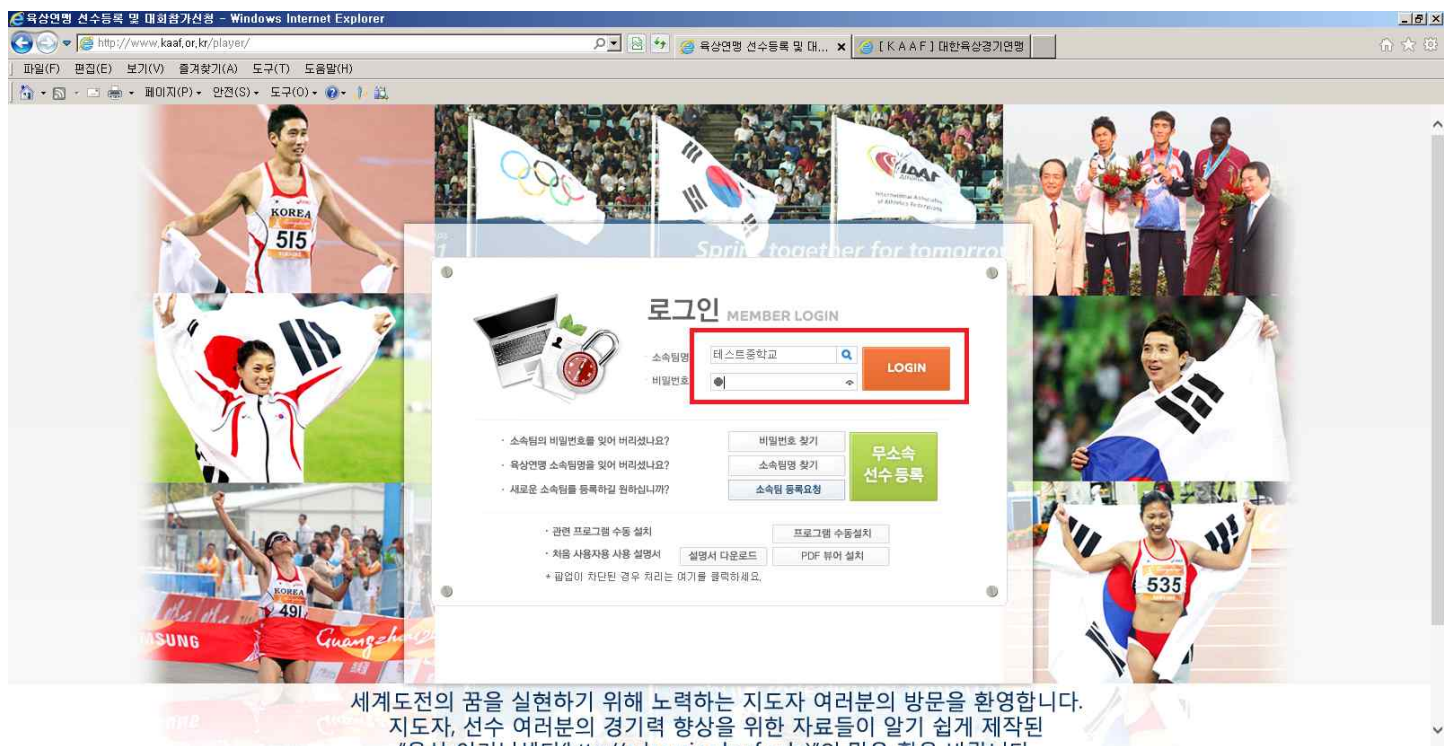 육상연맹 선수등록 및 대회참가신청 - Windows Internet Explorer
http://www.kaaf.or.kr/player/
육상연맹 선수등록 및 대...
[ K A A F ] 대한육상경기연맹
파일(F) 편집(E) 보기(V) 즐겨찾기(A) 도구(T) 도움말(H)
페이지(P) 안전(S) 도구(O)
KOREA
515
IAAF
International Association of Athletics Federations
Sprint together for tomorrow
로그인 MEMBER LOGIN
소속팀명 테스트중학교
LOGIN
비밀번호
· 소속팀의 비밀번호를 잊어 버리셨나요? 비밀번호 찾기
· 육상연맹 소속팀명을 잊어 버리셨나요? 소속팀명 찾기
· 새로운 소속팀를 등록하길 원하십니까? 소속팀 등록요청
무소속
선수등록
· 관련 프로그램 수동 설치 프로그램 수동설치
· 처음 사용자용 사용 설명서 설명서 다운로드 PDF 뷰어 설치
* 팝업이 차단된 경우 처리는 여기를 클릭하세요.
KOREA
491
SUNG
Guangzhou
535
세계도전의 꿈을 실현하기 위해 노력하는 지도자 여러분의 방문을 환영합니다.
지도자, 선수 여러분의 경기력 향상을 위한 자료들이 알기 쉽게 제작된